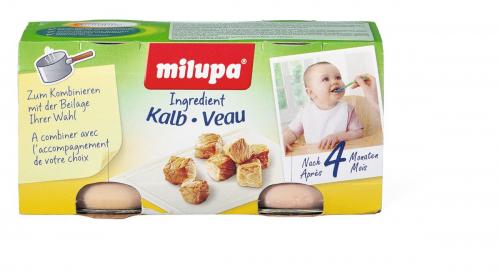 milupa®
Ingredient
Kalb • Veau
Zum Kombinieren
mit der Beilage
Ihrer Wahl
A combiner avec
l'accompagnement
de votre choix
Nach 4 Monaten
Après Mois